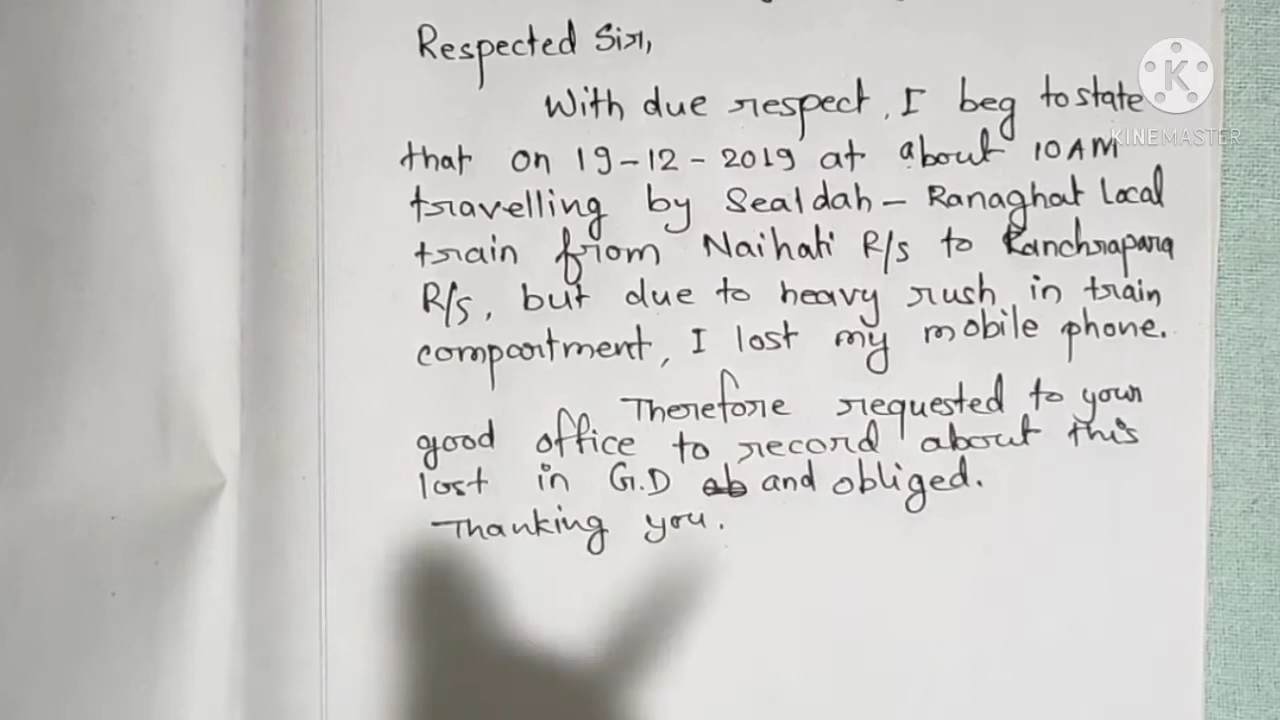 Respected Sir,
With due respect, I beg to state
that on 19-12-2019 at about 10AM
travelling by Sealdah - Ranaghat Local
train from Naihati R/s to Kanchrapara
R/s, but due to heavy rush in train
compartment, I lost my mobile phone.
Therefore requested to your
good office to record about this
lost in G.D and obliged.
Thanking you.
K
KINEMASTER